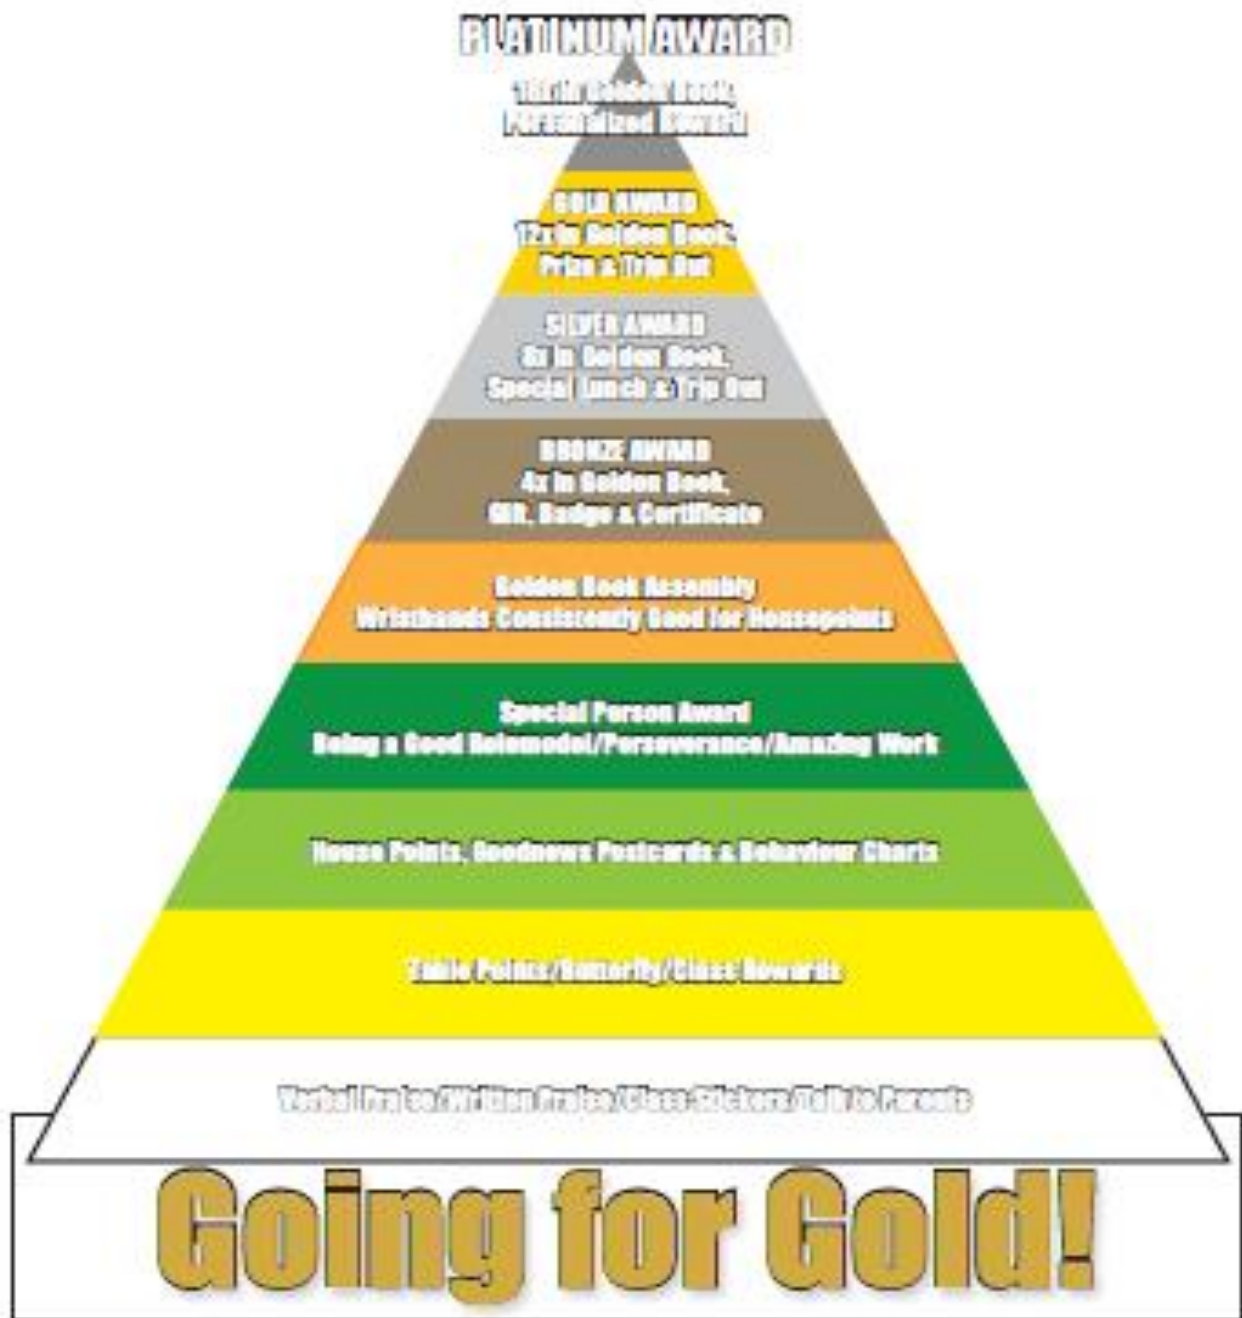 PLATINUM AWARD
in Golden Book,
Personalized Reward
GOLD AWARD
12x in Golden Book,
Prize & Trip Out
SILVER AWARD
8x in Golden Book,
Special Lunch & Trip Out
BRONZE AWARD
4x in Golden Book,
Badge & Certificate
Golden Book Assembly
Wristbands Consistently Good for Housepoints
Special Person Award
Being a Good Rolemodel/Perseverance/Amazing Work
House Points, Goodnews Postcards & Behaviour Charts
Table Points/Butterfly/Class Rewards
Verbal Praise/Written Praise/Class Stickers/Talk to Parents
Going for Gold!